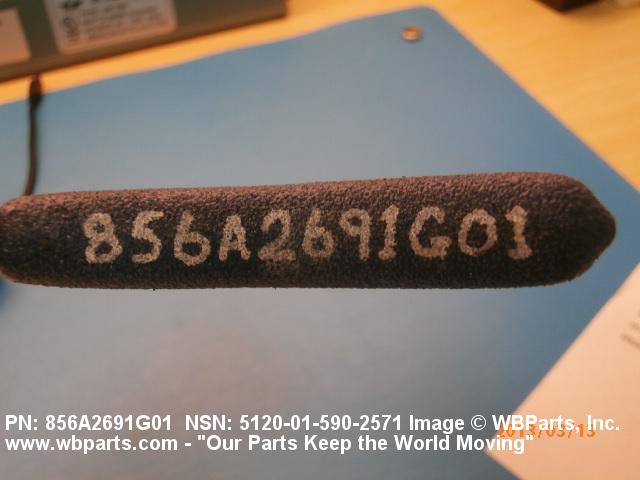 856A2691G01
PN: 856A2691G01 NSN: 5120-01-590-2571 Image © WBParts, Inc.
www.wbparts.com - "Our Parts Keep the World Moving"